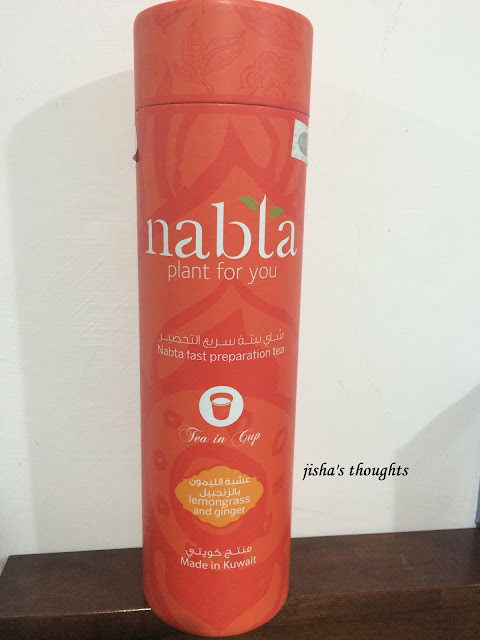 nabta
plant for you
شاي نبتة سريع التحضير
Nabta fast preparation tea
Tea in Cup
عشبة الليمون
بالزنجبيل
lemongrass
and ginger
منتج كويتي
Made in Kuwait
jisha's thoughts